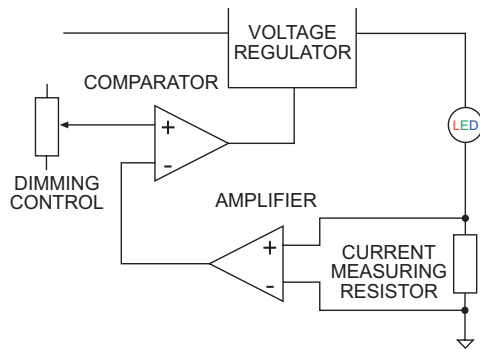 VOLTAGE
REGULATOR
COMPARATOR
+
-
LED
DIMMING
CONTROL
AMPLIFIER
+
-
CURRENT
MEASURING
RESISTOR